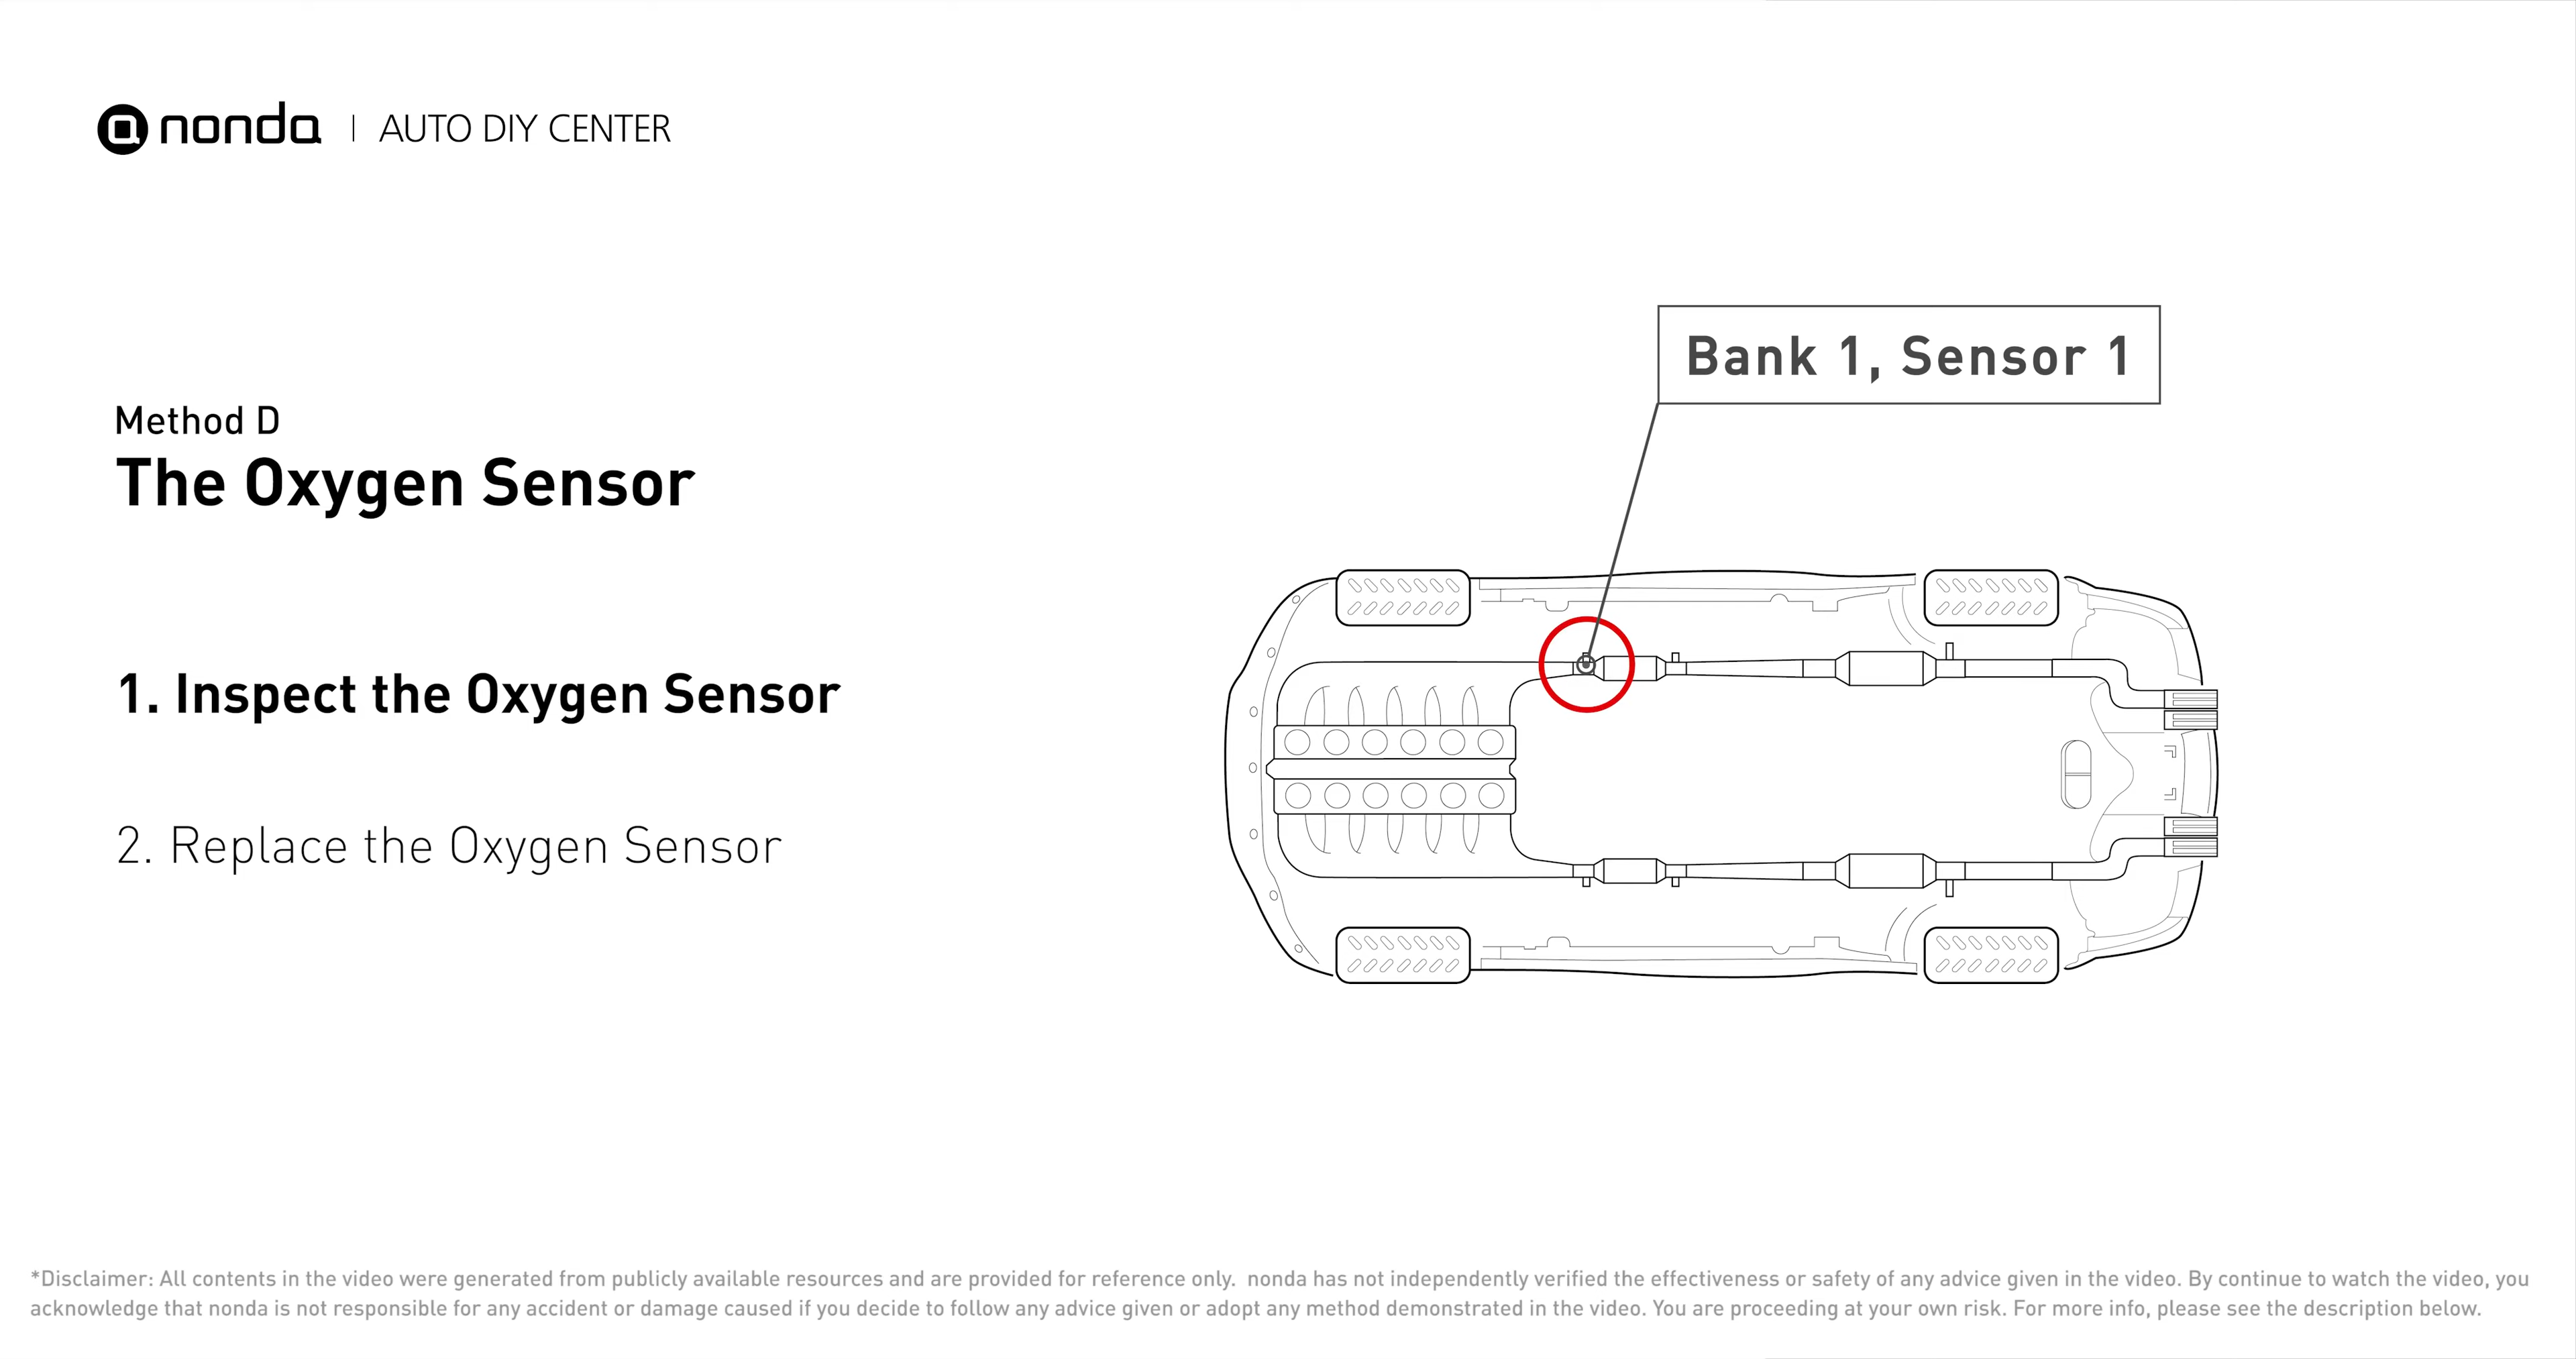 nonda | AUTO DIY CENTER
Bank 1, Sensor 1
Method D
The Oxygen Sensor
1. Inspect the Oxygen Sensor
2. Replace the Oxygen Sensor
*Disclaimer: All contents in the video were generated from publicly available resources and are provided for reference only. nonda has not independently verified the effectiveness or safety of any advice given in the video. By continue to watch the video, you
acknowledge that nonda is not responsible for any accident or damage caused if you decide to follow any advice given or adopt any method demonstrated in the video. You are proceeding at your own risk. For more info, please see the description below.